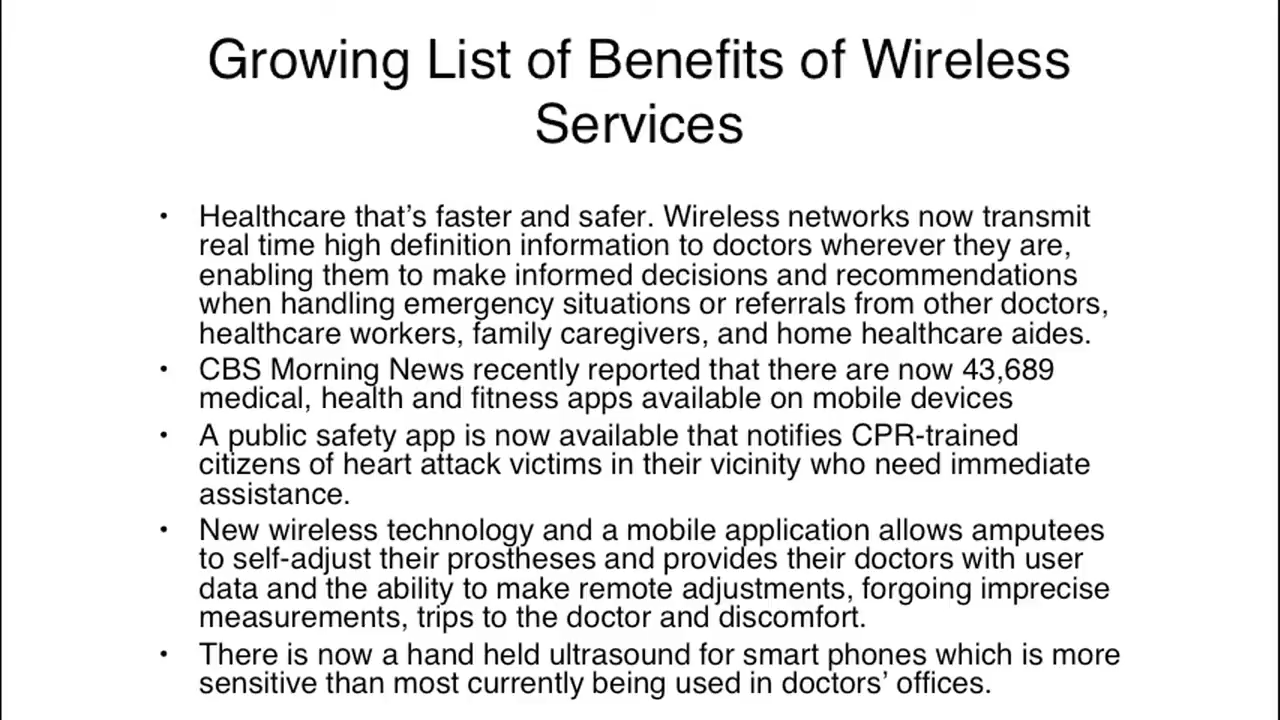 Growing List of Benefits of Wireless
Services
• Healthcare that’s faster and safer. Wireless networks now transmit
real time high definition information to doctors wherever they are,
enabling them to make informed decisions and recommendations
when handling emergency situations or referrals from other doctors,
healthcare workers, family caregivers, and home healthcare aides.
• CBS Morning News recently reported that there are now 43,689
medical, health and fitness apps available on mobile devices
• A public safety app is now available that notifies CPR-trained
citizens of heart attack victims in their vicinity who need immediate
assistance.
• New wireless technology and a mobile application allows amputees
to self-adjust their prostheses and provides their doctors with user
data and the ability to make remote adjustments, forgoing imprecise
measurements, trips to the doctor and discomfort.
• There is now a hand held ultrasound for smart phones which is more
sensitive than most currently being used in doctors’ offices.